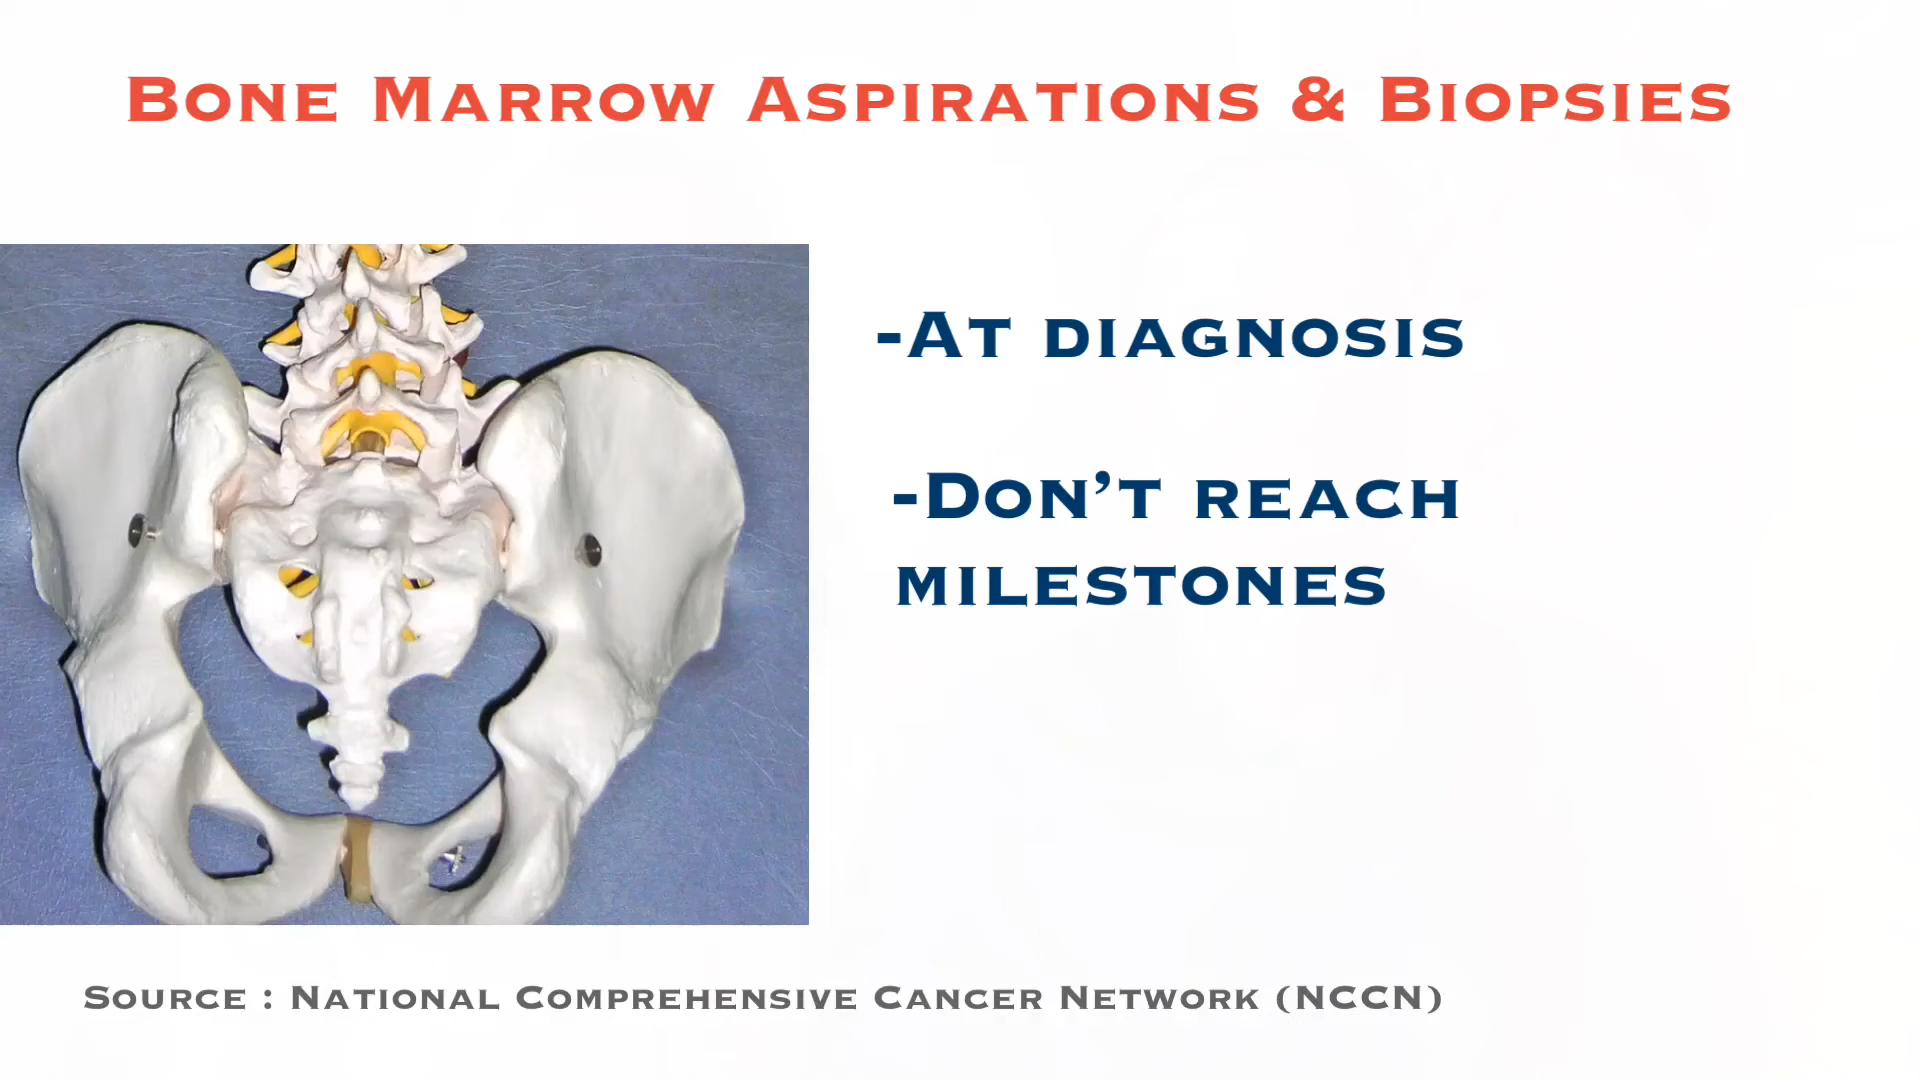 Bone Marrow Aspirations & Biopsies
-At diagnosis
-Don’t reach
milestones
Source : National Comprehensive Cancer Network (NCCN)